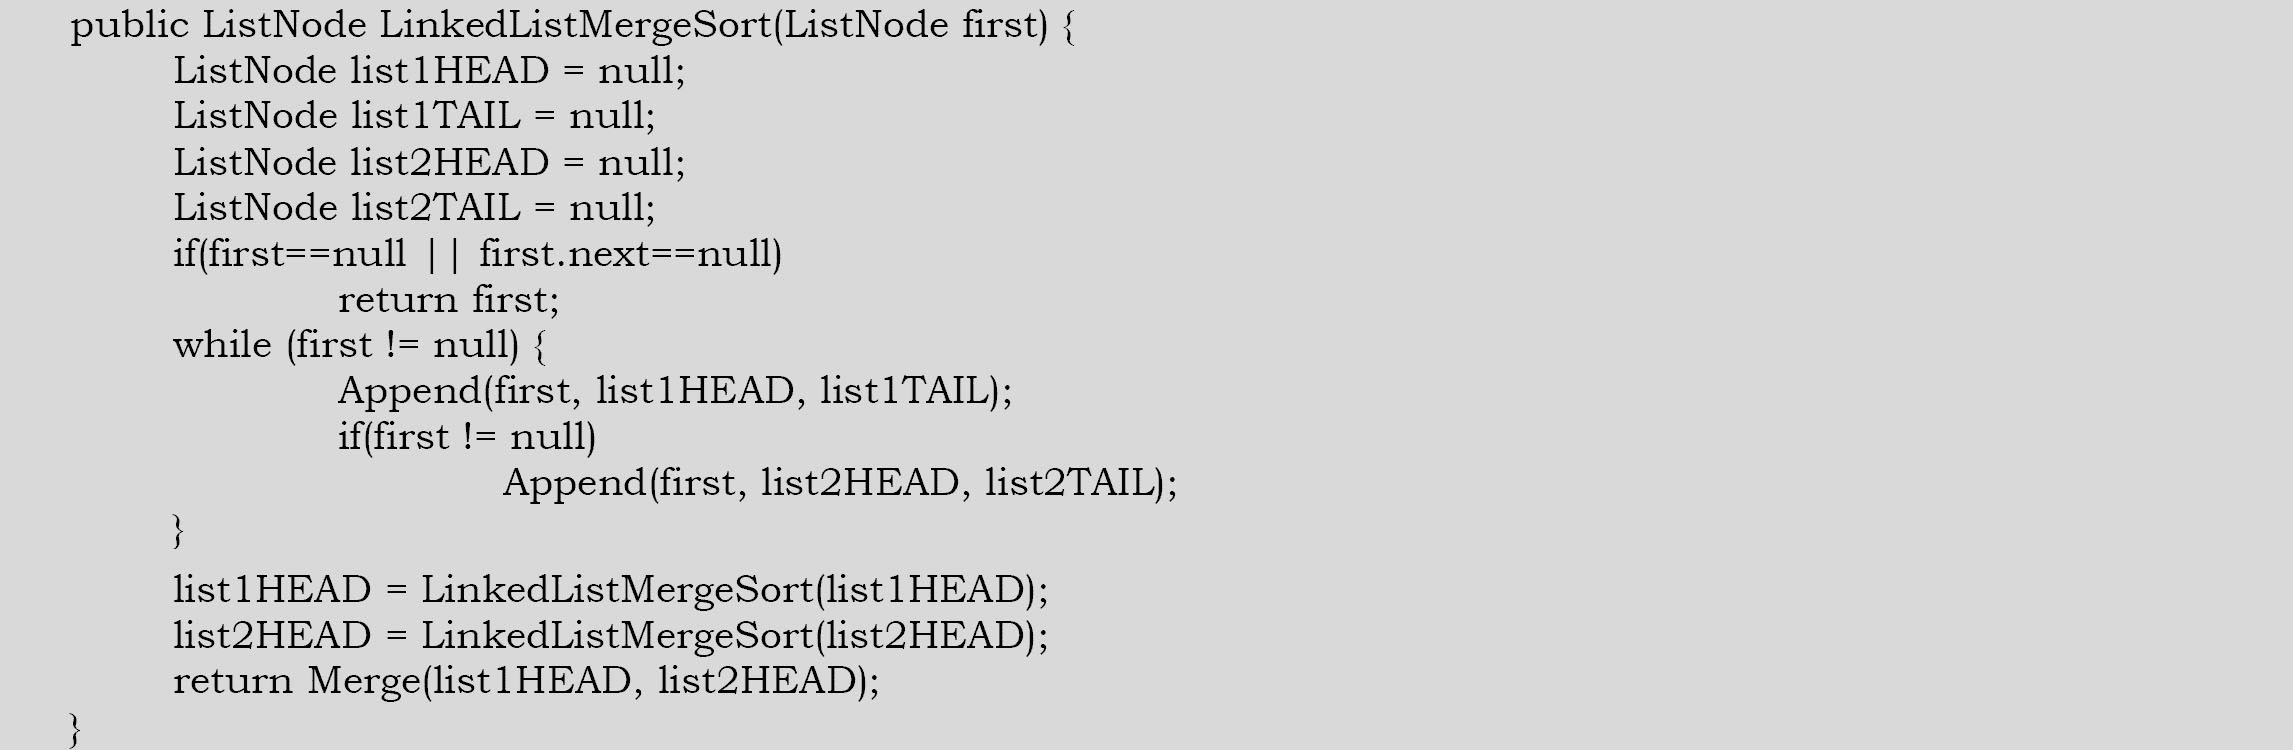 public ListNode LinkedListMergeSort(ListNode first) {
ListNode list1HEAD = null;
ListNode list1TAIL = null;
ListNode list2HEAD = null;
ListNode list2TAIL = null;
if(first==null || first.next==null)
return first;
while (first != null) {
Append(first, list1HEAD, list1TAIL);
if(first != null)
Append(first, list2HEAD, list2TAIL);
}
list1HEAD = LinkedListMergeSort(list1HEAD);
list2HEAD = LinkedListMergeSort(list2HEAD);
return Merge(list1HEAD, list2HEAD);
}